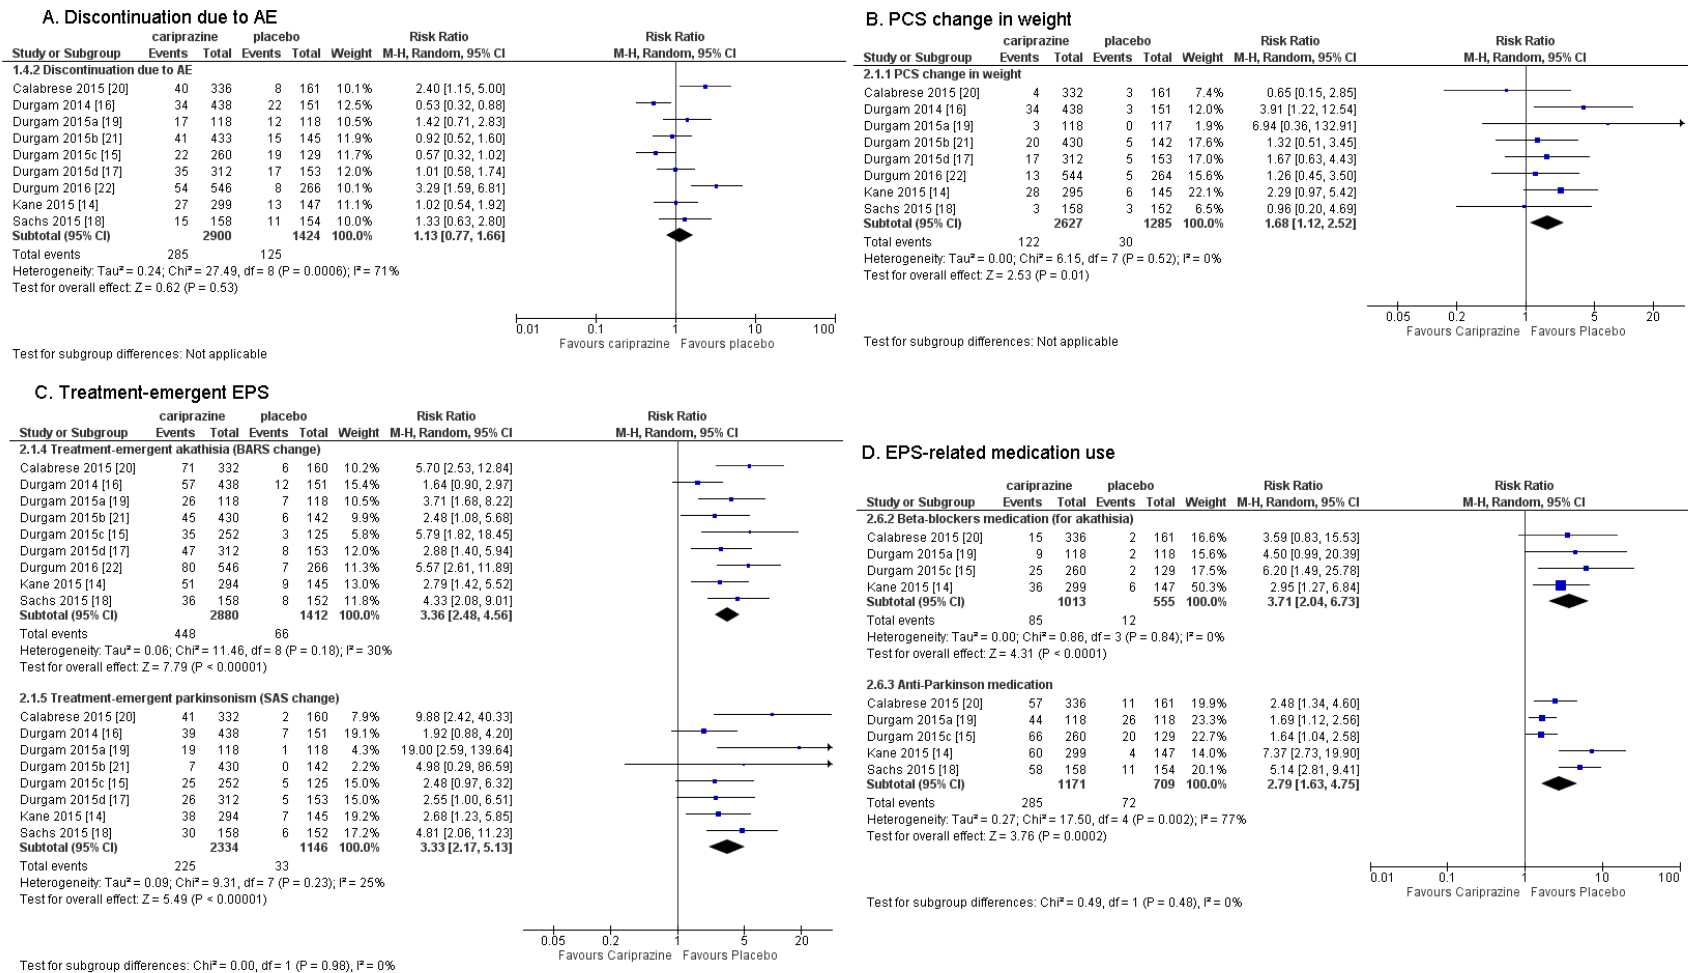 A. Discontinuation due to AE
cariprazine placebo Risk Ratio Risk Ratio
Study or Subgroup Events Total Events Total Weight M-H, Random, 95% CI M-H, Random, 95% CI
1.4.2 Discontinuation due to AE
Calabrese 2015 [20] 40 336 8 161 10.1% 2.40 [1.15, 5.00]
Durgam 2014 [16] 34 438 22 151 12.5% 0.53 [0.32, 0.88]
Durgam 2015a [19] 17 118 12 118 10.5% 1.42 [0.71, 2.83]
Durgam 2015b [21] 41 433 15 145 11.9% 0.92 [0.52, 1.60]
Durgam 2015c [15] 22 260 19 129 11.7% 0.57 [0.32, 1.02]
Durgam 2015d [17] 35 312 17 153 12.0% 1.01 [0.58, 1.74]
Durgum 2016 [22] 54 546 8 266 10.1% 3.29 [1.59, 6.81]
Kane 2015 [14] 27 299 13 147 11.1% 1.02 [0.54, 1.92]
Sachs 2015 [18] 15 158 11 154 10.0% 1.33 [0.63, 2.80]
Subtotal (95% CI) 2900 1424 100.0% 1.13 [0.77, 1.66]
Total events 285 125
Heterogeneity: Tau² = 0.24; Chi² = 27.49, df = 8 (P = 0.0006); I² = 71%
Test for overall effect: Z = 0.62 (P = 0.53)
0.01 0.1 1 10 100
Favours cariprazine Favours placebo
Test for subgroup differences: Not applicable
B. PCS change in weight
cariprazine placebo Risk Ratio Risk Ratio
Study or Subgroup Events Total Events Total Weight M-H, Random, 95% CI M-H, Random, 95% CI
2.1.1 PCS change in weight
Calabrese 2015 [20] 4 332 3 161 7.4% 0.65 [0.15, 2.85]
Durgam 2014 [16] 34 438 3 151 12.0% 3.91 [1.22, 12.54]
Durgam 2015a [19] 3 118 0 117 1.9% 6.94 [0.36, 132.91]
Durgam 2015b [21] 20 430 5 142 17.6% 1.32 [0.51, 3.45]
Durgam 2015d [17] 17 312 5 153 17.0% 1.67 [0.63, 4.43]
Durgum 2016 [22] 13 544 5 264 15.6% 1.26 [0.45, 3.50]
Kane 2015 [14] 28 295 6 145 22.1% 2.29 [0.97, 5.42]
Sachs 2015 [18] 3 158 3 152 6.5% 0.96 [0.20, 4.69]
Subtotal (95% CI) 2627 1285 100.0% 1.68 [1.12, 2.52]
Total events 122 30
Heterogeneity: Tau² = 0.00; Chi² = 6.15, df = 7 (P = 0.52); I² = 0%
Test for overall effect: Z = 2.53 (P = 0.01)
0.05 0.2 1 5 20
Favours Cariprazine Favours Placebo
Test for subgroup differences: Not applicable
C. Treatment-emergent EPS
cariprazine placebo Risk Ratio Risk Ratio
Study or Subgroup Events Total Events Total Weight M-H, Random, 95% CI M-H, Random, 95% CI
2.1.4 Treatment-emergent akathisia (BARS change)
Calabrese 2015 [20] 71 332 6 160 10.2% 5.70 [2.53, 12.84]
Durgam 2014 [16] 57 438 12 151 15.4% 1.64 [0.90, 2.97]
Durgam 2015a [19] 26 118 7 118 10.5% 3.71 [1.68, 8.22]
Durgam 2015b [21] 45 430 6 142 9.9% 2.48 [1.08, 5.68]
Durgam 2015c [15] 35 252 3 125 5.8% 5.79 [1.82, 18.45]
Durgam 2015d [17] 47 312 8 153 12.0% 2.88 [1.40, 5.94]
Durgum 2016 [22] 80 546 7 266 11.3% 5.57 [2.61, 11.89]
Kane 2015 [14] 51 294 9 145 13.0% 2.79 [1.42, 5.52]
Sachs 2015 [18] 36 158 8 152 11.8% 4.33 [2.08, 9.01]
Subtotal (95% CI) 2880 1412 100.0% 3.36 [2.48, 4.56]
Total events 448 66
Heterogeneity: Tau² = 0.06; Chi² = 11.46, df = 8 (P = 0.18); I² = 30%
Test for overall effect: Z = 7.79 (P < 0.00001)
2.1.5 Treatment-emergent parkinsonism (SAS change)
Calabrese 2015 [20] 41 332 2 160 7.9% 9.88 [2.42, 40.33]
Durgam 2014 [16] 39 438 7 151 19.1% 1.92 [0.88, 4.20]
Durgam 2015a [19] 19 118 1 118 4.3% 19.00 [2.59, 139.64]
Durgam 2015b [21] 7 430 0 142 2.2% 4.98 [0.29, 86.59]
Durgam 2015c [15] 25 252 5 125 15.0% 2.48 [0.97, 6.32]
Durgam 2015d [17] 26 312 5 153 15.0% 2.55 [1.00, 6.51]
Kane 2015 [14] 38 294 7 145 19.2% 2.68 [1.23, 5.85]
Sachs 2015 [18] 30 158 6 152 17.2% 4.81 [2.06, 11.23]
Subtotal (95% CI) 2334 1146 100.0% 3.33 [2.17, 5.13]
Total events 225 33
Heterogeneity: Tau² = 0.09; Chi² = 9.31, df = 7 (P = 0.23); I² = 25%
Test for overall effect: Z = 5.49 (P < 0.00001)
0.05 0.2 1 5 20
Favours Cariprazine Favours Placebo
Test for subgroup differences: Chi² = 0.00, df = 1 (P = 0.98), I² = 0%
D. EPS-related medication use
cariprazine placebo Risk Ratio Risk Ratio
Study or Subgroup Events Total Events Total Weight M-H, Random, 95% CI M-H, Random, 95% CI
2.6.2 Beta-blockers medication (for akathisia)
Calabrese 2015 [20] 15 336 2 161 16.6% 3.59 [0.83, 15.53]
Durgam 2015a [19] 9 118 2 118 15.6% 4.50 [0.99, 20.39]
Durgam 2015c [15] 25 260 2 129 17.5% 6.20 [1.49, 25.78]
Kane 2015 [14] 36 299 6 147 50.3% 2.95 [1.27, 6.84]
Subtotal (95% CI) 1013 555 100.0% 3.71 [2.04, 6.73]
Total events 85 12
Heterogeneity: Tau² = 0.00; Chi² = 0.86, df = 3 (P = 0.84); I² = 0%
Test for overall effect: Z = 4.31 (P < 0.0001)
2.6.3 Anti-Parkinson medication
Calabrese 2015 [20] 57 336 11 161 19.9% 2.48 [1.34, 4.60]
Durgam 2015a [19] 44 118 26 118 23.3% 1.69 [1.12, 2.56]
Durgam 2015c [15] 66 260 20 129 22.7% 1.64 [1.04, 2.58]
Kane 2015 [14] 60 299 4 147 14.0% 7.37 [2.73, 19.90]
Sachs 2015 [18] 58 158 11 154 20.1% 5.14 [2.81, 9.41]
Subtotal (95% CI) 1171 709 100.0% 2.79 [1.63, 4.75]
Total events 285 72
Heterogeneity: Tau² = 0.27; Chi² = 17.50, df = 4 (P = 0.002); I² = 77%
Test for overall effect: Z = 3.76 (P = 0.0002)
0.01 0.1 1 10 100
Favours Cariprazine Favours Placebo
Test for subgroup differences: Chi² = 0.49, df = 1 (P = 0.48), I² = 0%